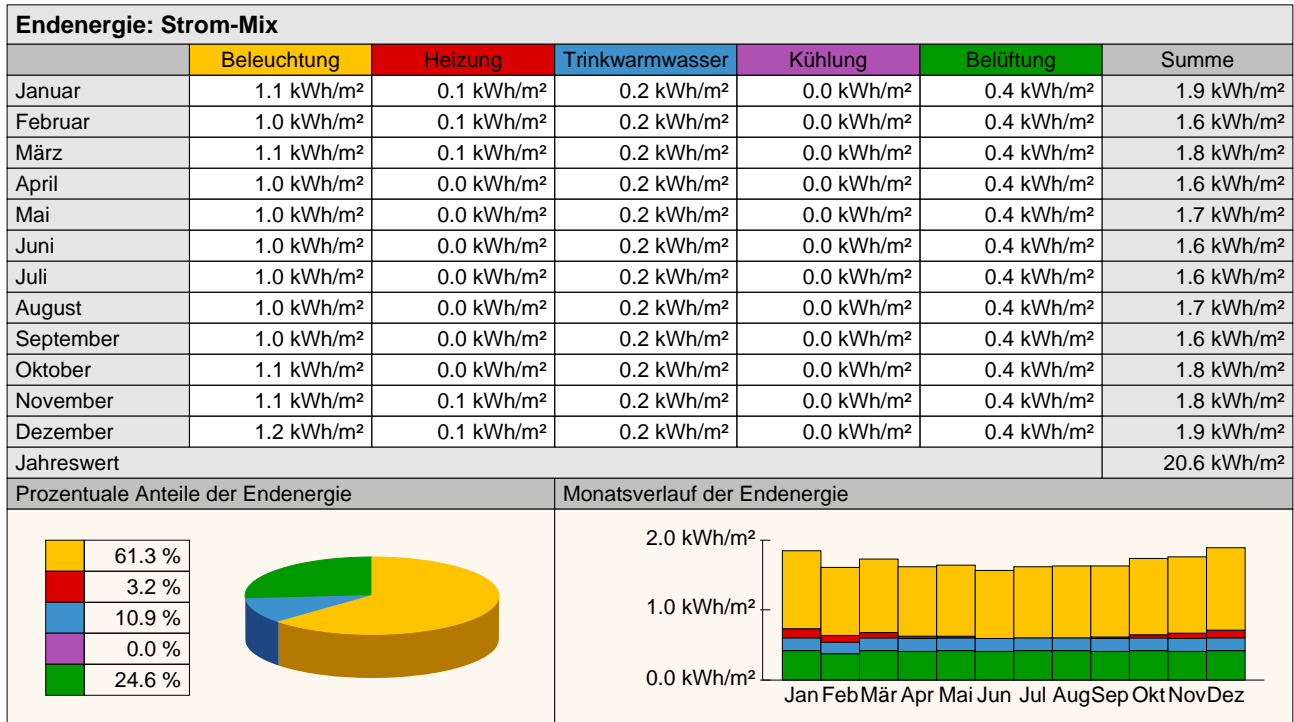 Endenergie: Strom-Mix
Beleuchtung Heizung Trinkwarmwasser Kühlung Belüftung Summe
Januar 1.1 kWh/m² 0.1 kWh/m² 0.2 kWh/m² 0.0 kWh/m² 0.4 kWh/m² 1.9 kWh/m²
Februar 1.0 kWh/m² 0.1 kWh/m² 0.2 kWh/m² 0.0 kWh/m² 0.4 kWh/m² 1.6 kWh/m²
März 1.1 kWh/m² 0.1 kWh/m² 0.2 kWh/m² 0.0 kWh/m² 0.4 kWh/m² 1.8 kWh/m²
April 1.0 kWh/m² 0.0 kWh/m² 0.2 kWh/m² 0.0 kWh/m² 0.4 kWh/m² 1.6 kWh/m²
Mai 1.0 kWh/m² 0.0 kWh/m² 0.2 kWh/m² 0.0 kWh/m² 0.4 kWh/m² 1.7 kWh/m²
Juni 1.0 kWh/m² 0.0 kWh/m² 0.2 kWh/m² 0.0 kWh/m² 0.4 kWh/m² 1.6 kWh/m²
Juli 1.0 kWh/m² 0.0 kWh/m² 0.2 kWh/m² 0.0 kWh/m² 0.4 kWh/m² 1.6 kWh/m²
August 1.0 kWh/m² 0.0 kWh/m² 0.2 kWh/m² 0.0 kWh/m² 0.4 kWh/m² 1.7 kWh/m²
September 1.0 kWh/m² 0.0 kWh/m² 0.2 kWh/m² 0.0 kWh/m² 0.4 kWh/m² 1.6 kWh/m²
Oktober 1.1 kWh/m² 0.0 kWh/m² 0.2 kWh/m² 0.0 kWh/m² 0.4 kWh/m² 1.8 kWh/m²
November 1.1 kWh/m² 0.1 kWh/m² 0.2 kWh/m² 0.0 kWh/m² 0.4 kWh/m² 1.8 kWh/m²
Dezember 1.2 kWh/m² 0.1 kWh/m² 0.2 kWh/m² 0.0 kWh/m² 0.4 kWh/m² 1.9 kWh/m²
Jahreswert 20.6 kWh/m²
Prozentuale Anteile der Endenergie
61.3 %
3.2 %
10.9 %
0.0 %
24.6 %
Monatsverlauf der Endenergie
2.0 kWh/m²
1.0 kWh/m²
0.0 kWh/m²
Jan Feb Mär Apr Mai Jun Jul Aug Sep Okt Nov Dez